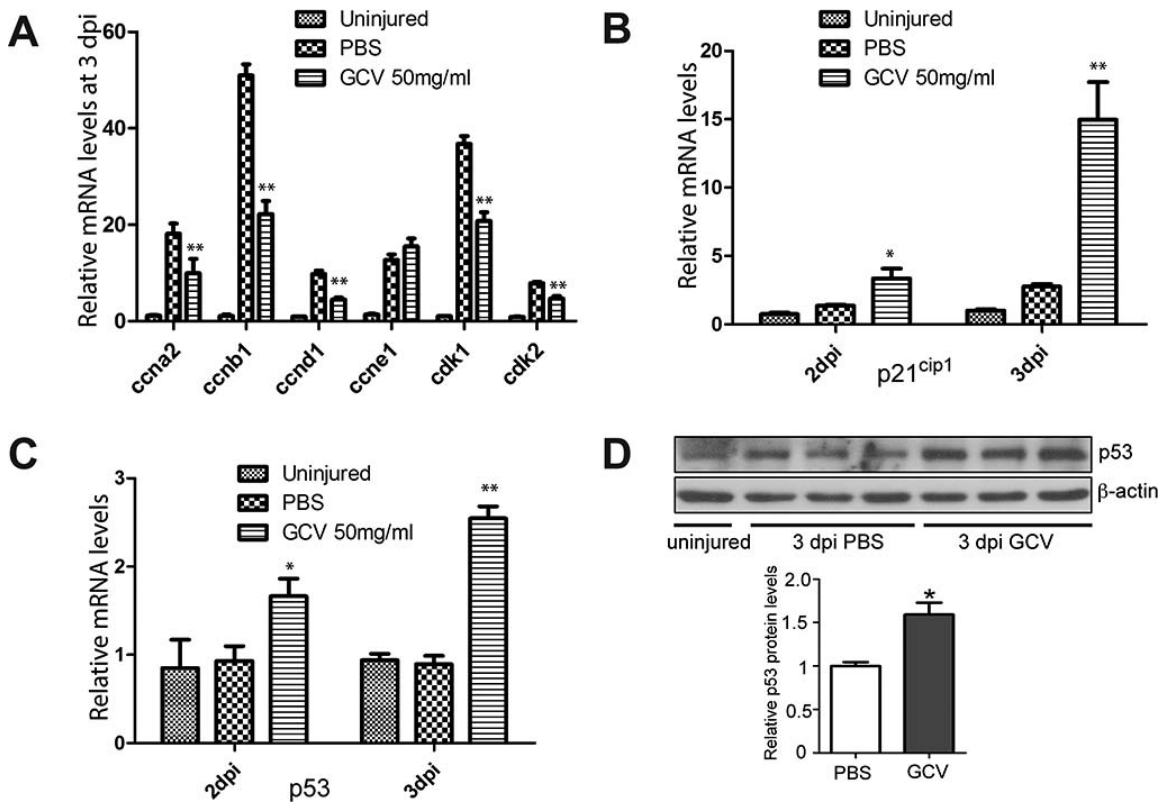 A
Relative mRNA levels at 3 dpi
60
40
20
0
Uninjured
PBS
GCV 50mg/ml
**
**
**
**
**
ccna2
ccnb1
ccnd1
ccne1
cdk1
cdk2
B
Relative mRNA levels
20
15
10
5
0
Uninjured
PBS
GCV 50mg/ml
*
**
2dpi
p21cip1
3dpi
C
Relative mRNA levels
3
2
1
0
Uninjured
PBS
GCV 50mg/ml
*
**
2dpi
p53
3dpi
D
p53
β-actin
uninjured
3 dpi PBS
3 dpi GCV
Relative p53 protein levels
2.0
1.5
1
0.5
0
*
PBS
GCV